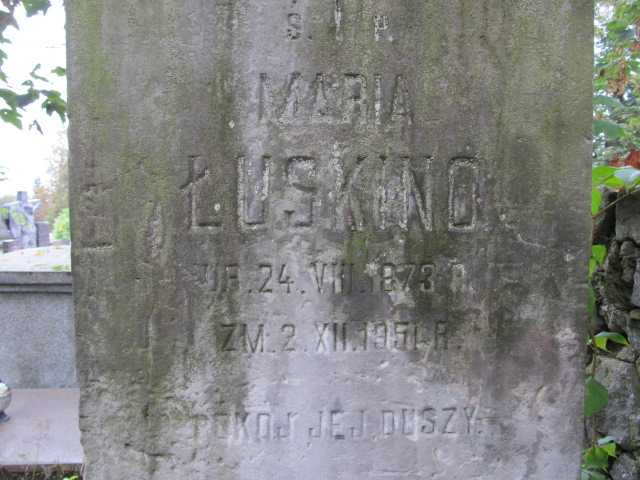 Ś. P
MARIA
ŁUSKINO
UR. 24. VIII. 1873 R.
ZM. 2. XII. 1951. R.
POKÓJ JEJ DUSZY.